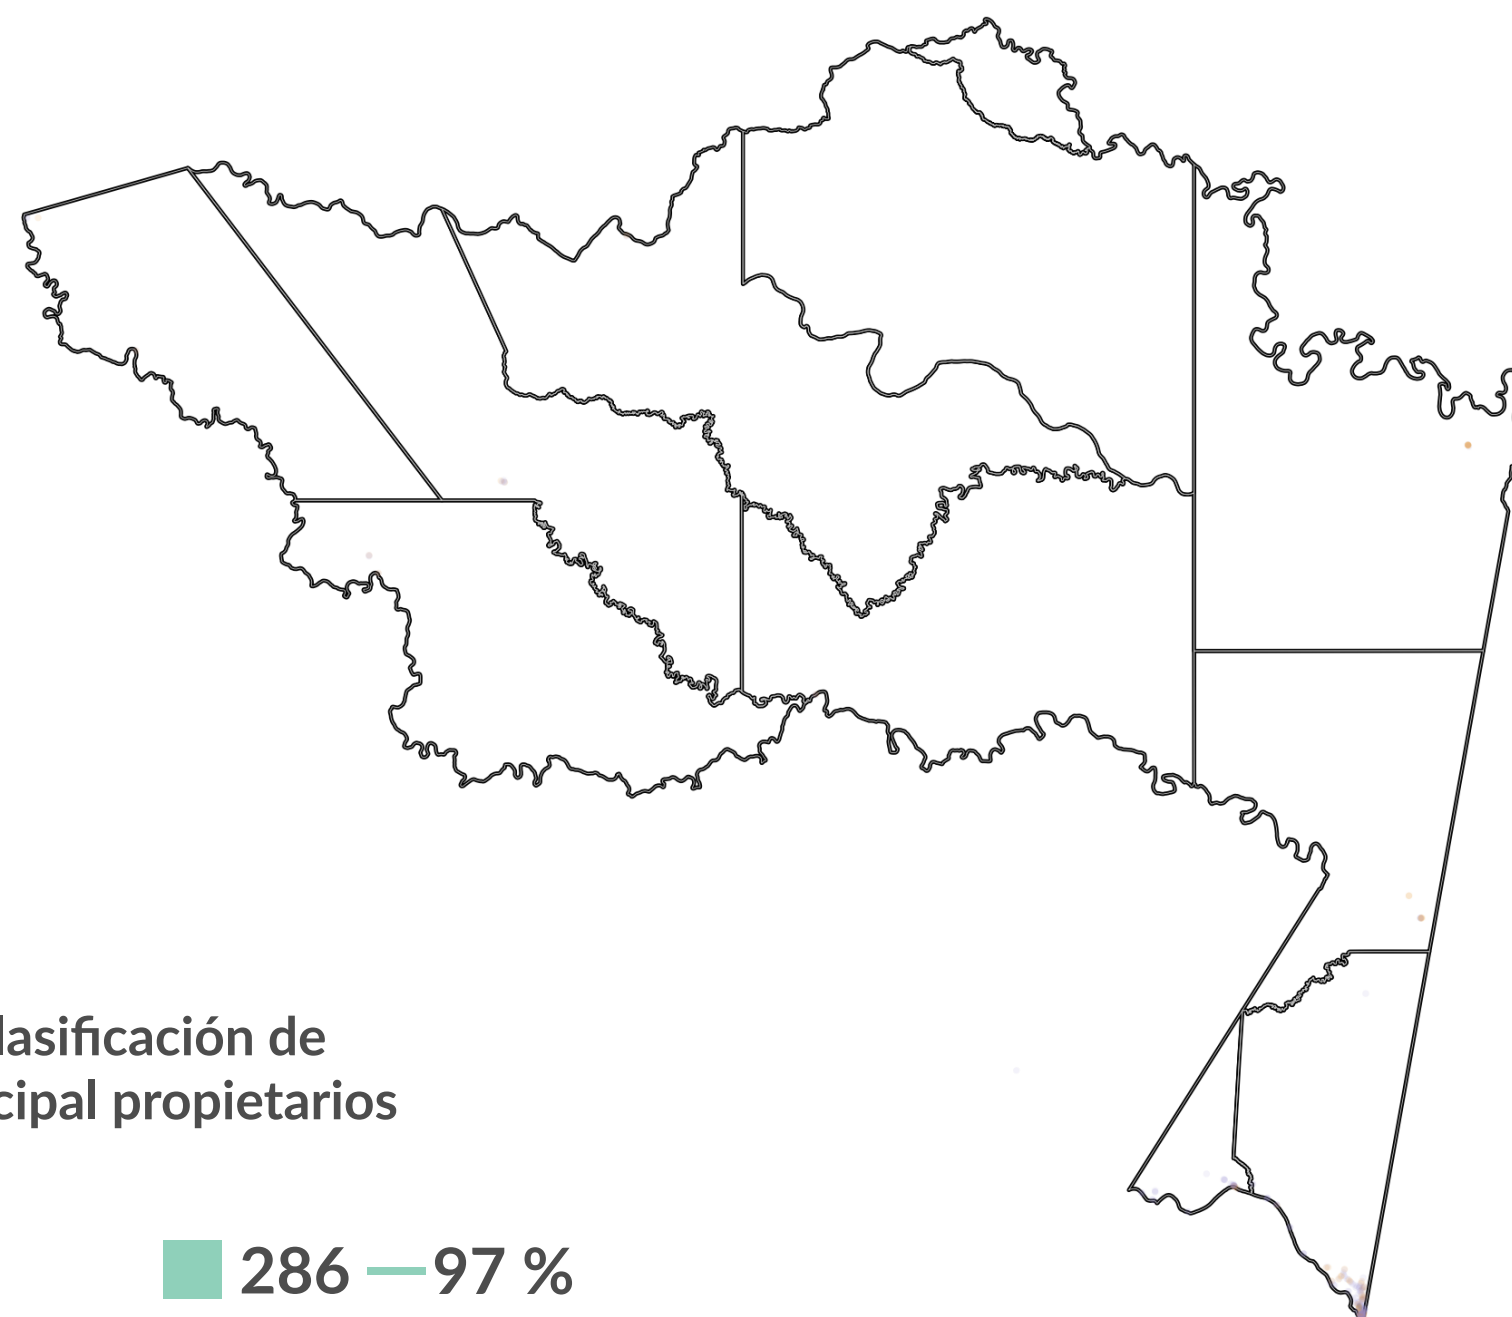 lasificación de
cipal propietarios
286 — 97 %